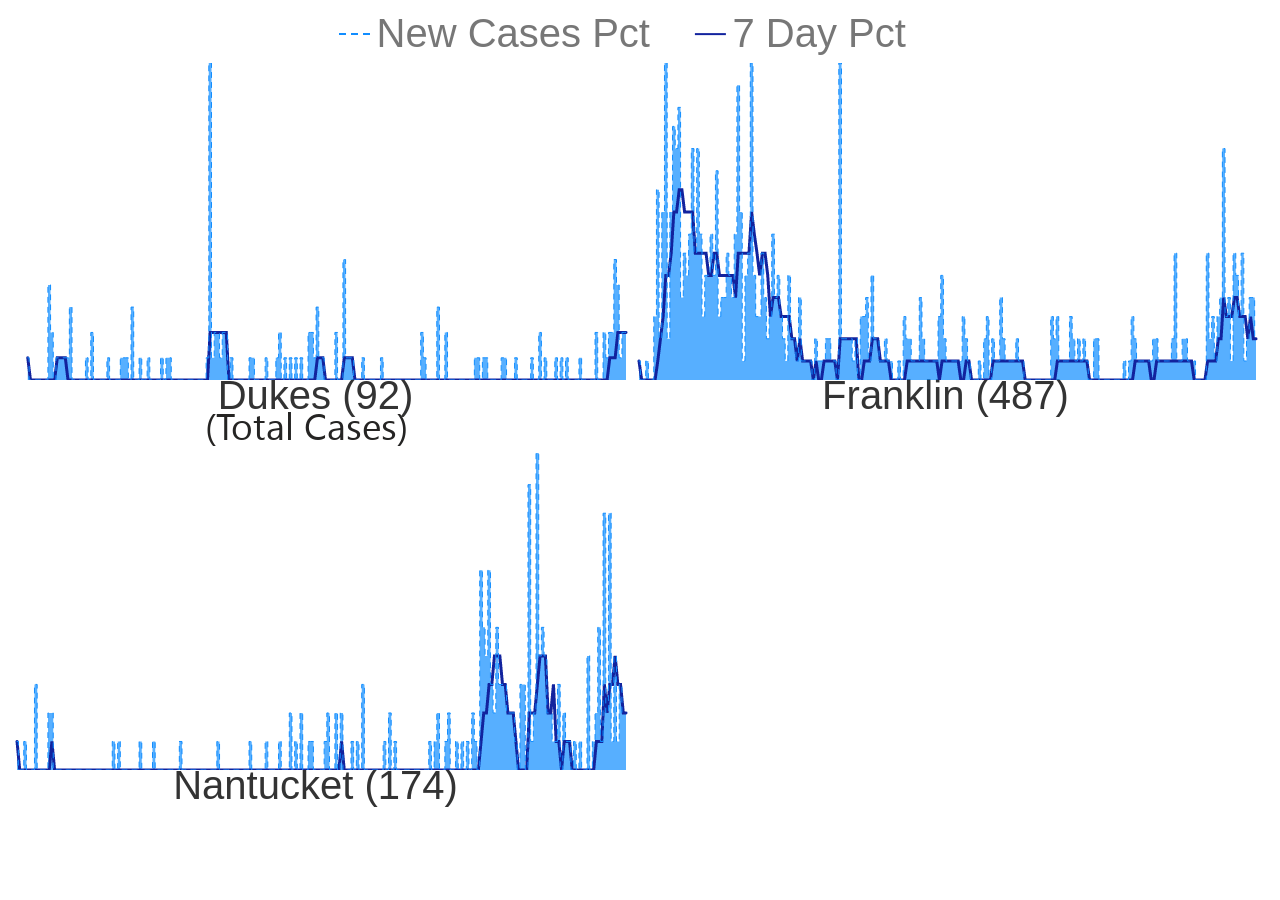 New Cases Pct 7 Day Pct
Dukes (92)
(Total Cases)
Franklin (487)
Nantucket (174)